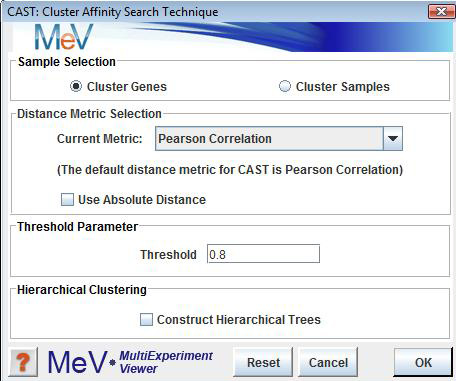 CAST: Cluster Affinity Search Technique
MeV
Sample Selection
Cluster Genes Cluster Samples
Distance Metric Selection
Current Metric: Pearson Correlation
(The default distance metric for CAST is Pearson Correlation)
Use Absolute Distance
Threshold Parameter
Threshold 0.8
Hierarchical Clustering
Construct Hierarchical Trees
? MeV MultiExperiment
Viewer
Reset Cancel OK